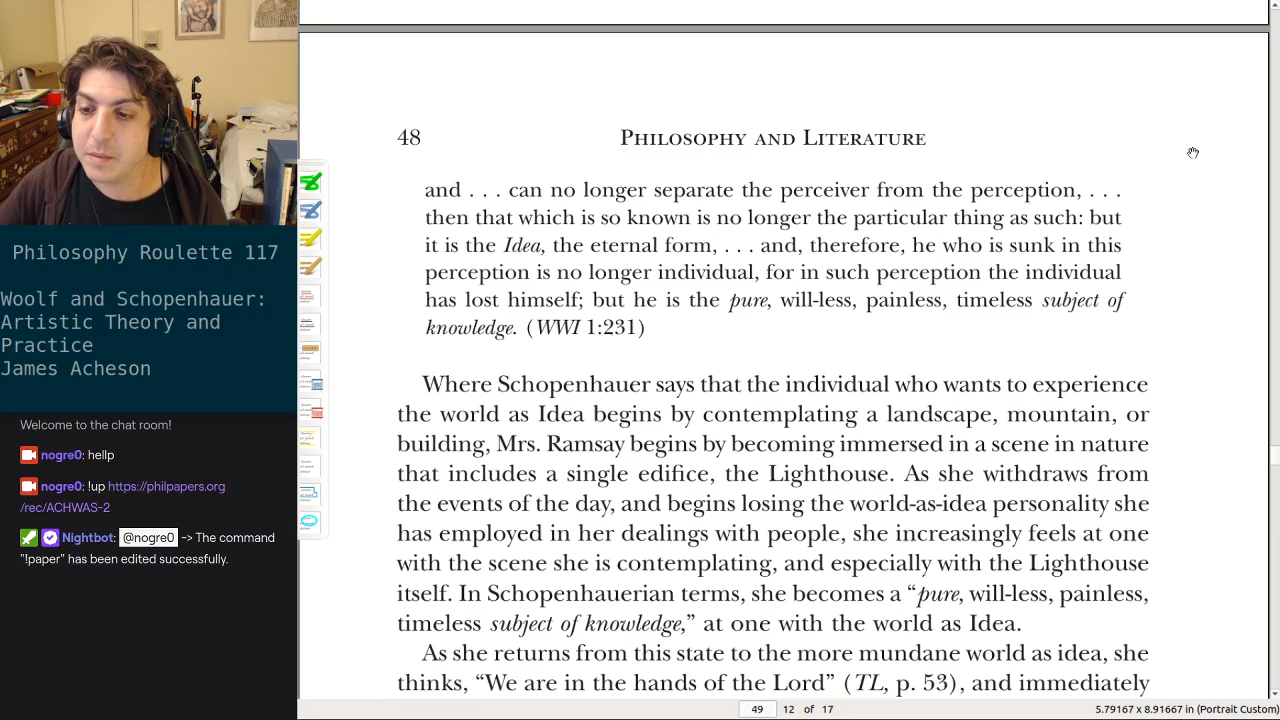 Philosophy Roulette 117
Woolf and Schopenhauer:
Artistic Theory and
Practice
James Acheson
Welcome to the chat room!
nogre0: hellp
nogre0: !up https://philpapers.org
/rec/ACHWAS-2
Nightbot: @nogre0 -> The command
"!paper" has been edited successfully.
48 PHILOSOPHY AND LITERATURE
and . . . can no longer separate the perceiver from the perception, . . .
then that which is so known is no longer the particular thing as such: but
it is the Idea, the eternal form, . . . and, therefore, he who is sunk in this
perception is no longer individual, for in such perception the individual
has lost himself; but he is the pure, will-less, painless, timeless subject of
knowledge. (WWI 1:231)
Where Schopenhauer says that the individual who wants to experience
the world as Idea begins by contemplating a landscape, mountain, or
building, Mrs. Ramsay begins by becoming immersed in a scene in nature
that includes a single edifice, the Lighthouse. As she withdraws from
the events of the day, and begins losing the world-as-idea personality she
has employed in her dealings with people, she increasingly feels at one
with the scene she is contemplating, and especially with the Lighthouse
itself. In Schopenhauerian terms, she becomes a “pure, will-less, painless,
timeless subject of knowledge,” at one with the world as Idea.
As she returns from this state to the more mundane world as idea, she
thinks, “We are in the hands of the Lord” (TL, p. 53), and immediately
49 12 of 17 5.79167 x 8.91667 in (Portrait Custom)